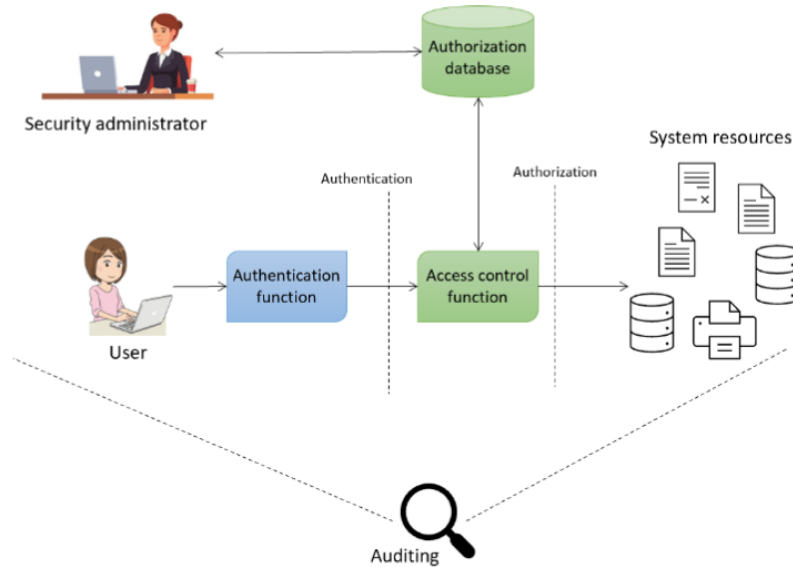 Authorization
database
Security administrator
System resources
Authentication
Authorization
Authentication
function
Access control
function
User
Auditing